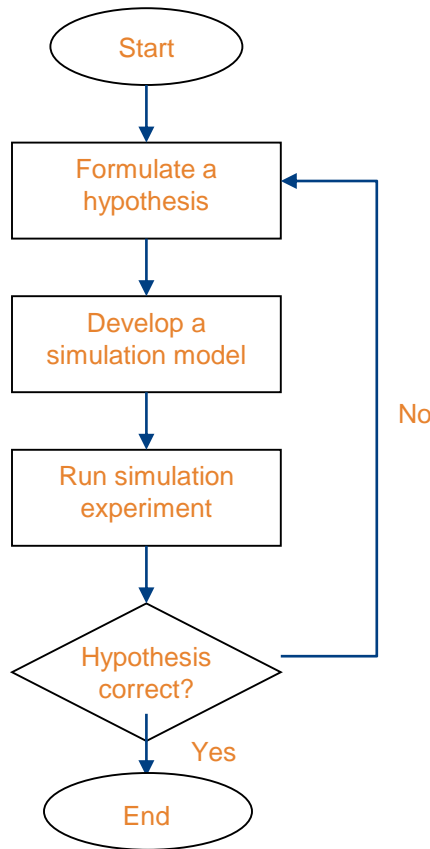 Start
Formulate a
hypothesis
Develop a
simulation model
No
Run simulation
experiment
Hypothesis
correct?
Yes
End